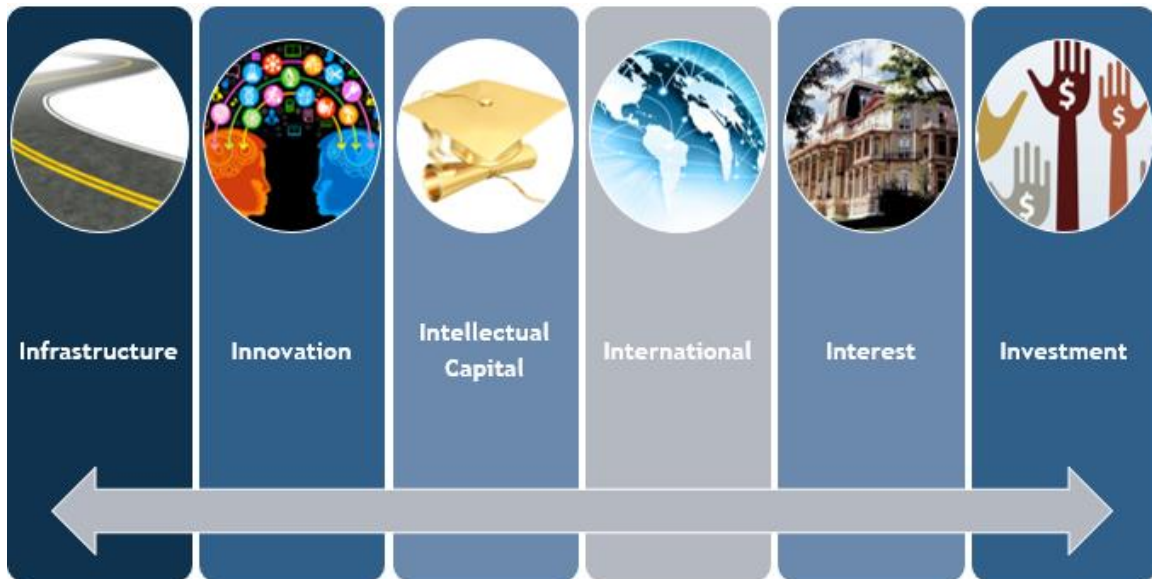 Infrastructure
Innovation
Intellectual
Capital
International
Interest
Investment
$
$
$